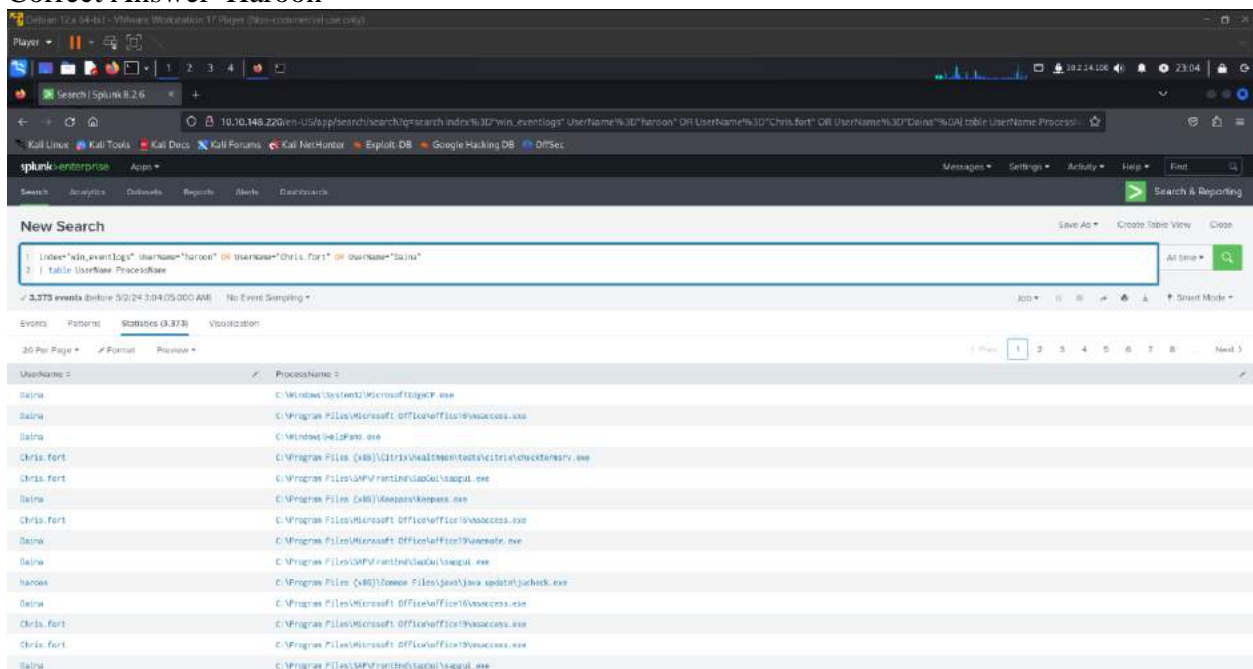 Correct Answer- Haroon
Debian 12.x 64-bit - VMware Workstation 17 Player (Non-commercial use only)
Player
1 2 3 4
10.2.14.106
23:04
Search | Splunk 8.2.6
10.10.148.220/en-US/app/search/search?q=search index%3D"win_eventlogs" UserName%3D"haroon" OR UserName%3D"Chris.fort" OR UserName%3D"Daina"%0A| table UserName Process
Kali Linux Kali Tools Kali Docs Kali Forums Kali NetHunter Exploit-DB Google Hacking DB OffSec
splunk>enterprise Apps
Messages Settings Activity Help Find
Search Analytics Datasets Reports Alerts Dashboards
Search & Reporting
New Search
Save As Create Table View Close
1 index="win_eventlogs" UserName="haroon" OR UserName="Chris.fort" OR UserName="Daina"
2 | table UserName ProcessName
All time
✓ 3,373 events (before 5/2/24 3:04:05.000 AM) No Event Sampling
Job Smart Mode
Events Patterns Statistics (3,373) Visualization
20 Per Page Format Preview
Prev 1 2 3 4 5 6 7 8 ... Next
UserName ProcessName
Daina C:\Windows\System32\MicrosoftEdgeCP.exe
Daina C:\Program Files\Microsoft Office\office16\msaccess.exe
Daina C:\Windows\HelpPane.exe
Chris.fort C:\Program Files (x86)\Citrix\healthmon\tests\citrix\checktermsrv.exe
Chris.fort C:\Program Files\SAP\FrontEnd\SapGui\sapgui.exe
Daina C:\Program Files (x86)\Keepass\Keepass.exe
Chris.fort C:\Program Files\Microsoft Office\office16\msaccess.exe
Daina C:\Program Files\Microsoft Office\office19\onenote.exe
Daina C:\Program Files\SAP\FrontEnd\SapGui\sapgui.exe
haroon C:\Program Files (x86)\Common Files\java\java update\jucheck.exe
Daina C:\Program Files\Microsoft Office\office16\msaccess.exe
Chris.fort C:\Program Files\Microsoft Office\office19\msaccess.exe
Chris.fort C:\Program Files\Microsoft Office\office19\msaccess.exe
Daina C:\Program Files\SAP\FrontEnd\SapGui\sapgui.exe